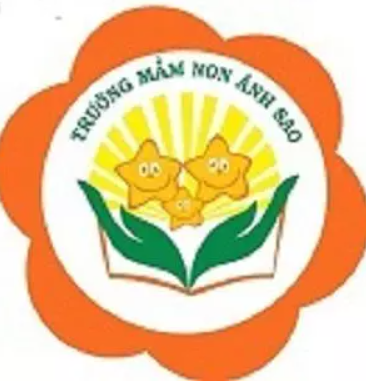 TRƯỜNG MẦM NON ÁNH SAO